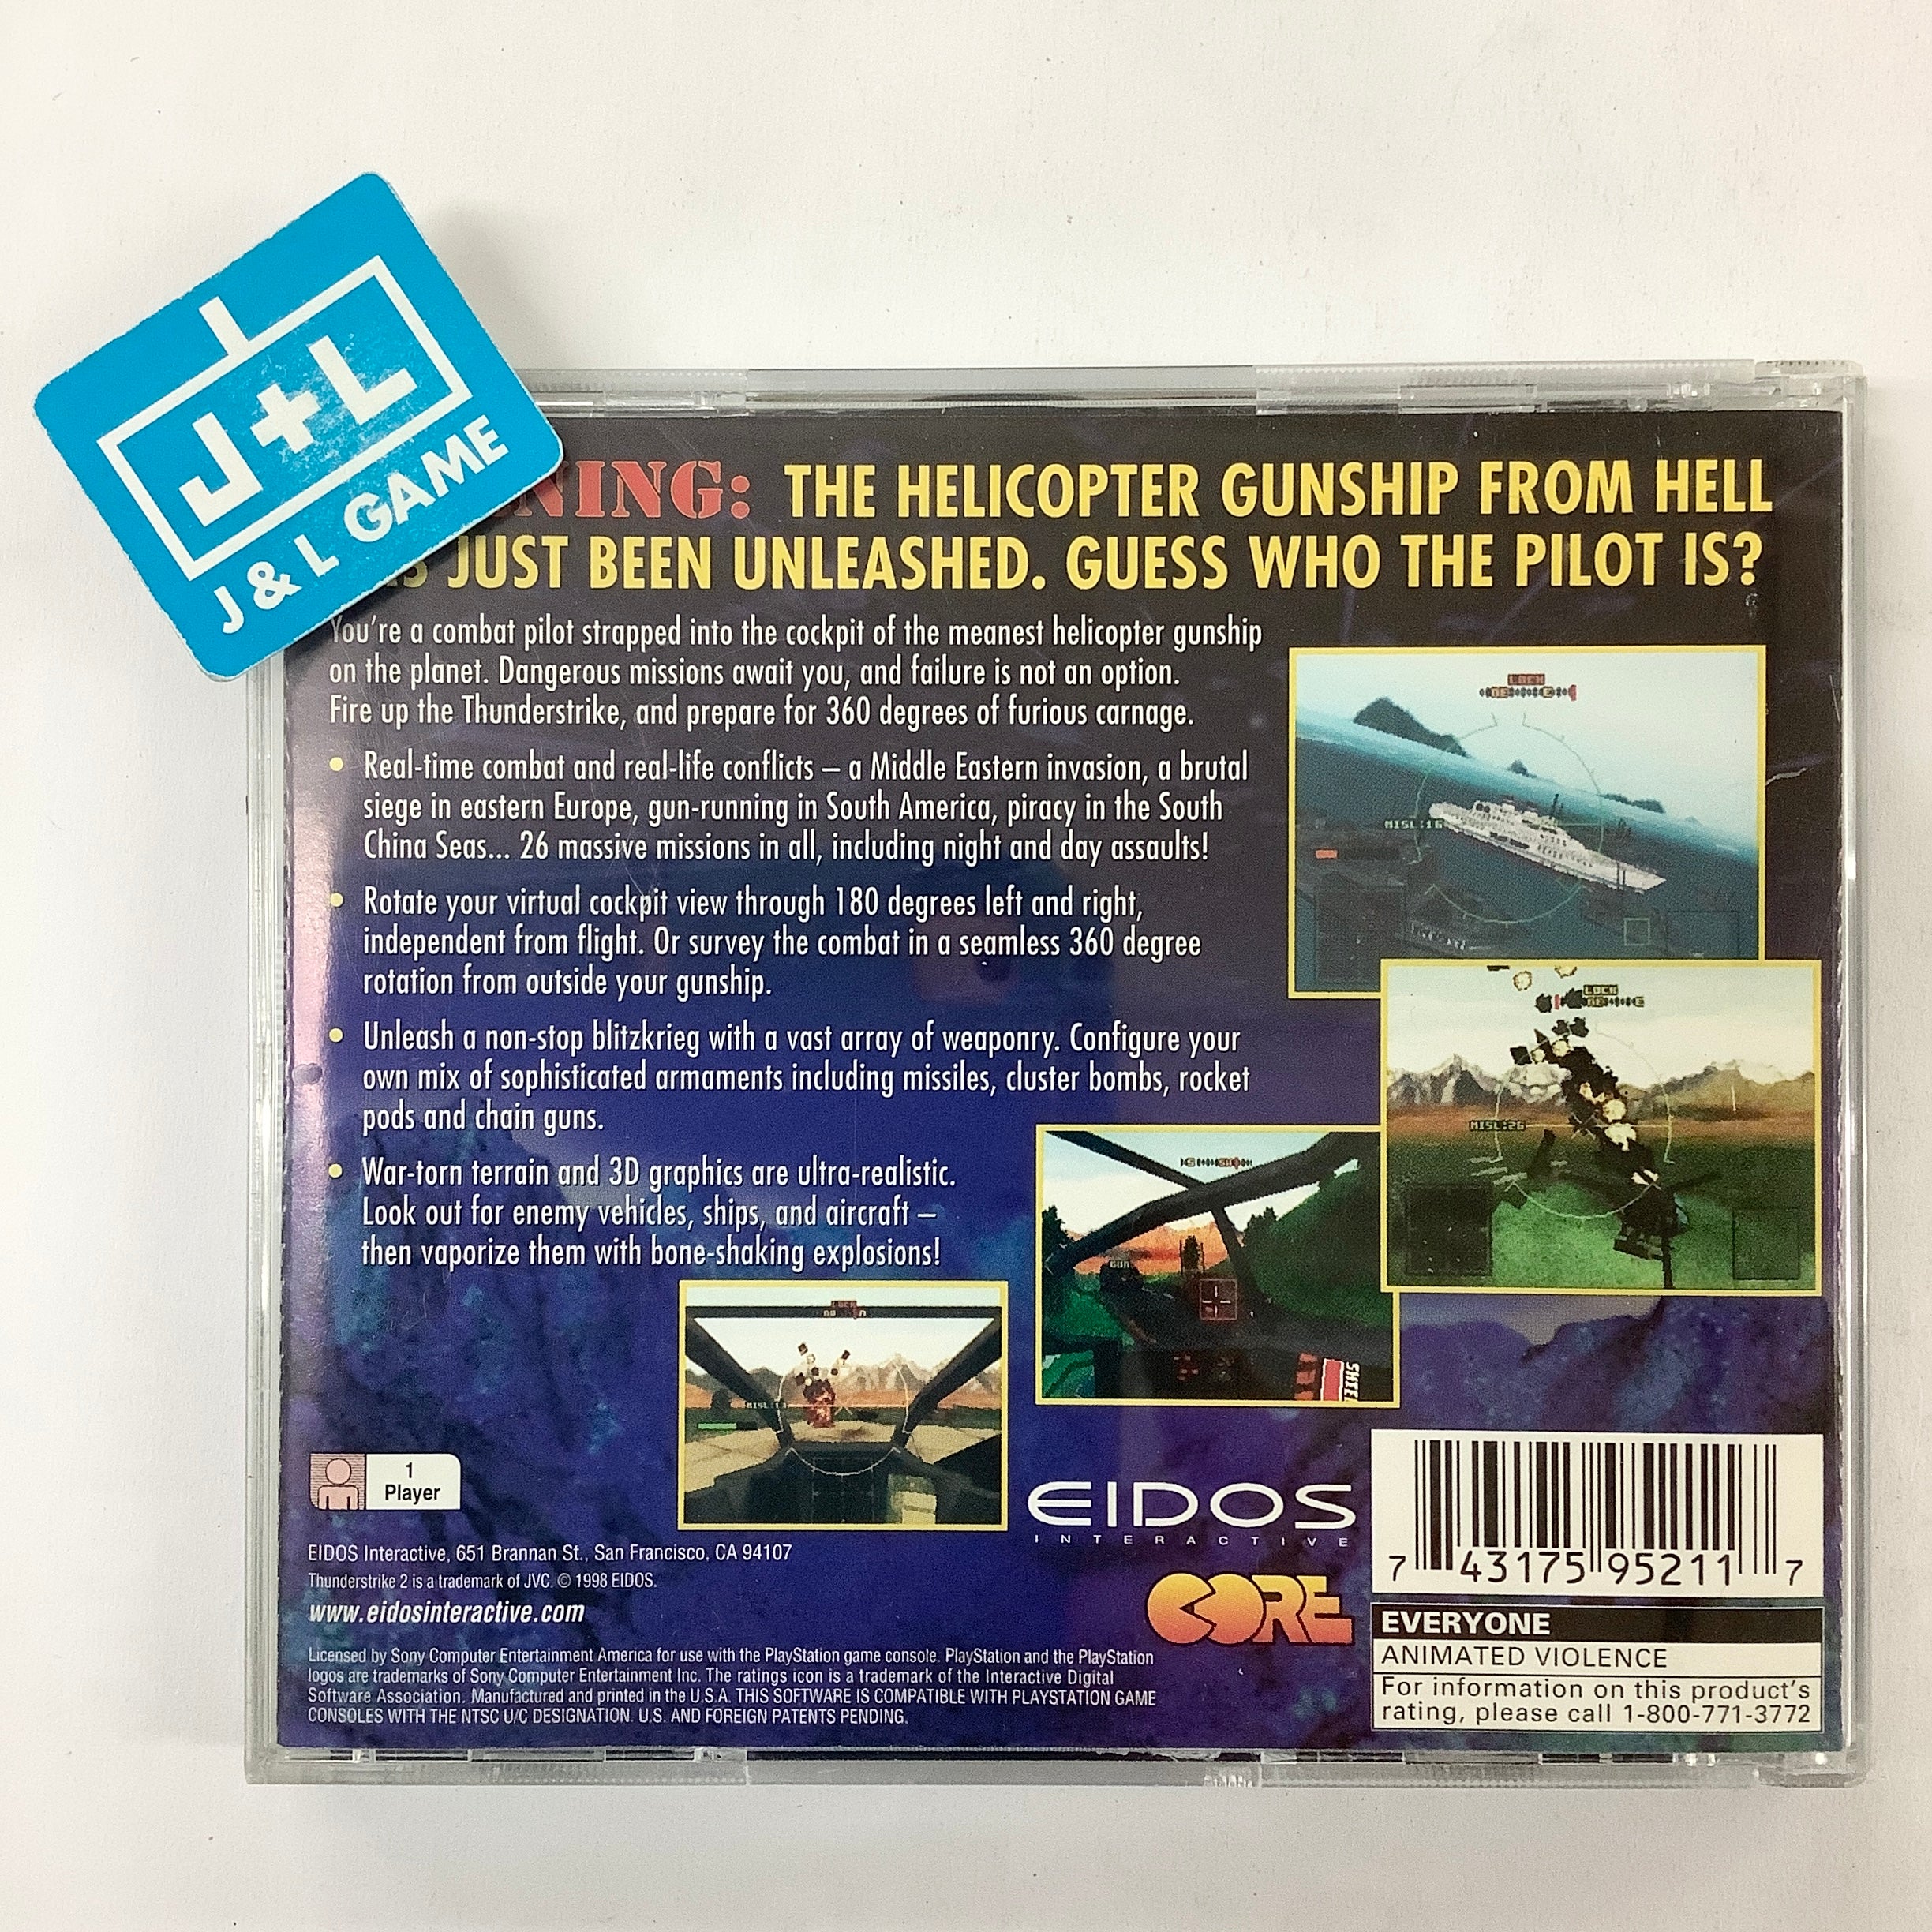 J+L
J & L GAME
NING: THE HELICOPTER GUNSHIP FROM HELL
JUST BEEN UNLEASHED. GUESS WHO THE PILOT IS?
You're a combat pilot strapped into the cockpit of the meanest helicopter gunship
on the planet. Dangerous missions await you, and failure is not an option.
Fire up the Thunderstrike, and prepare for 360 degrees of furious carnage.
• Real-time combat and real-life conflicts – a Middle Eastern invasion, a brutal
siege in eastern Europe, gun-running in South America, piracy in the South
China Seas... 26 massive missions in all, including night and day assaults!
• Rotate your virtual cockpit view through 180 degrees left and right,
independent from flight. Or survey the combat in a seamless 360 degree
rotation from outside your gunship.
• Unleash a non-stop blitzkrieg with a vast array of weaponry. Configure your
own mix of sophisticated armaments including missiles, cluster bombs, rocket
pods and chain guns.
• War-torn terrain and 3D graphics are ultra-realistic.
Look out for enemy vehicles, ships, and aircraft –
then vaporize them with bone-shaking explosions!
LOCK
MISL:16
LOCK
MISL:26
GUN
LOCK
1
Player
EIDOS
INTERACTIVE
CORE
EIDOS Interactive, 651 Brannan St., San Francisco, CA 94107
Thunderstrike 2 is a trademark of JVC. © 1998 EIDOS.
www.eidosinteractive.com
Licensed by Sony Computer Entertainment America for use with the PlayStation game console. PlayStation and the PlayStation
logos are trademarks of Sony Computer Entertainment Inc. The ratings icon is a trademark of the Interactive Digital
Software Association. Manufactured and printed in the U.S.A. THIS SOFTWARE IS COMPATIBLE WITH PLAYSTATION GAME
CONSOLES WITH THE NTSC U/C DESIGNATION. U.S. AND FOREIGN PATENTS PENDING.
7 43175 95211 7
EVERYONE
ANIMATED VIOLENCE
For information on this product's
rating, please call 1-800-771-3772